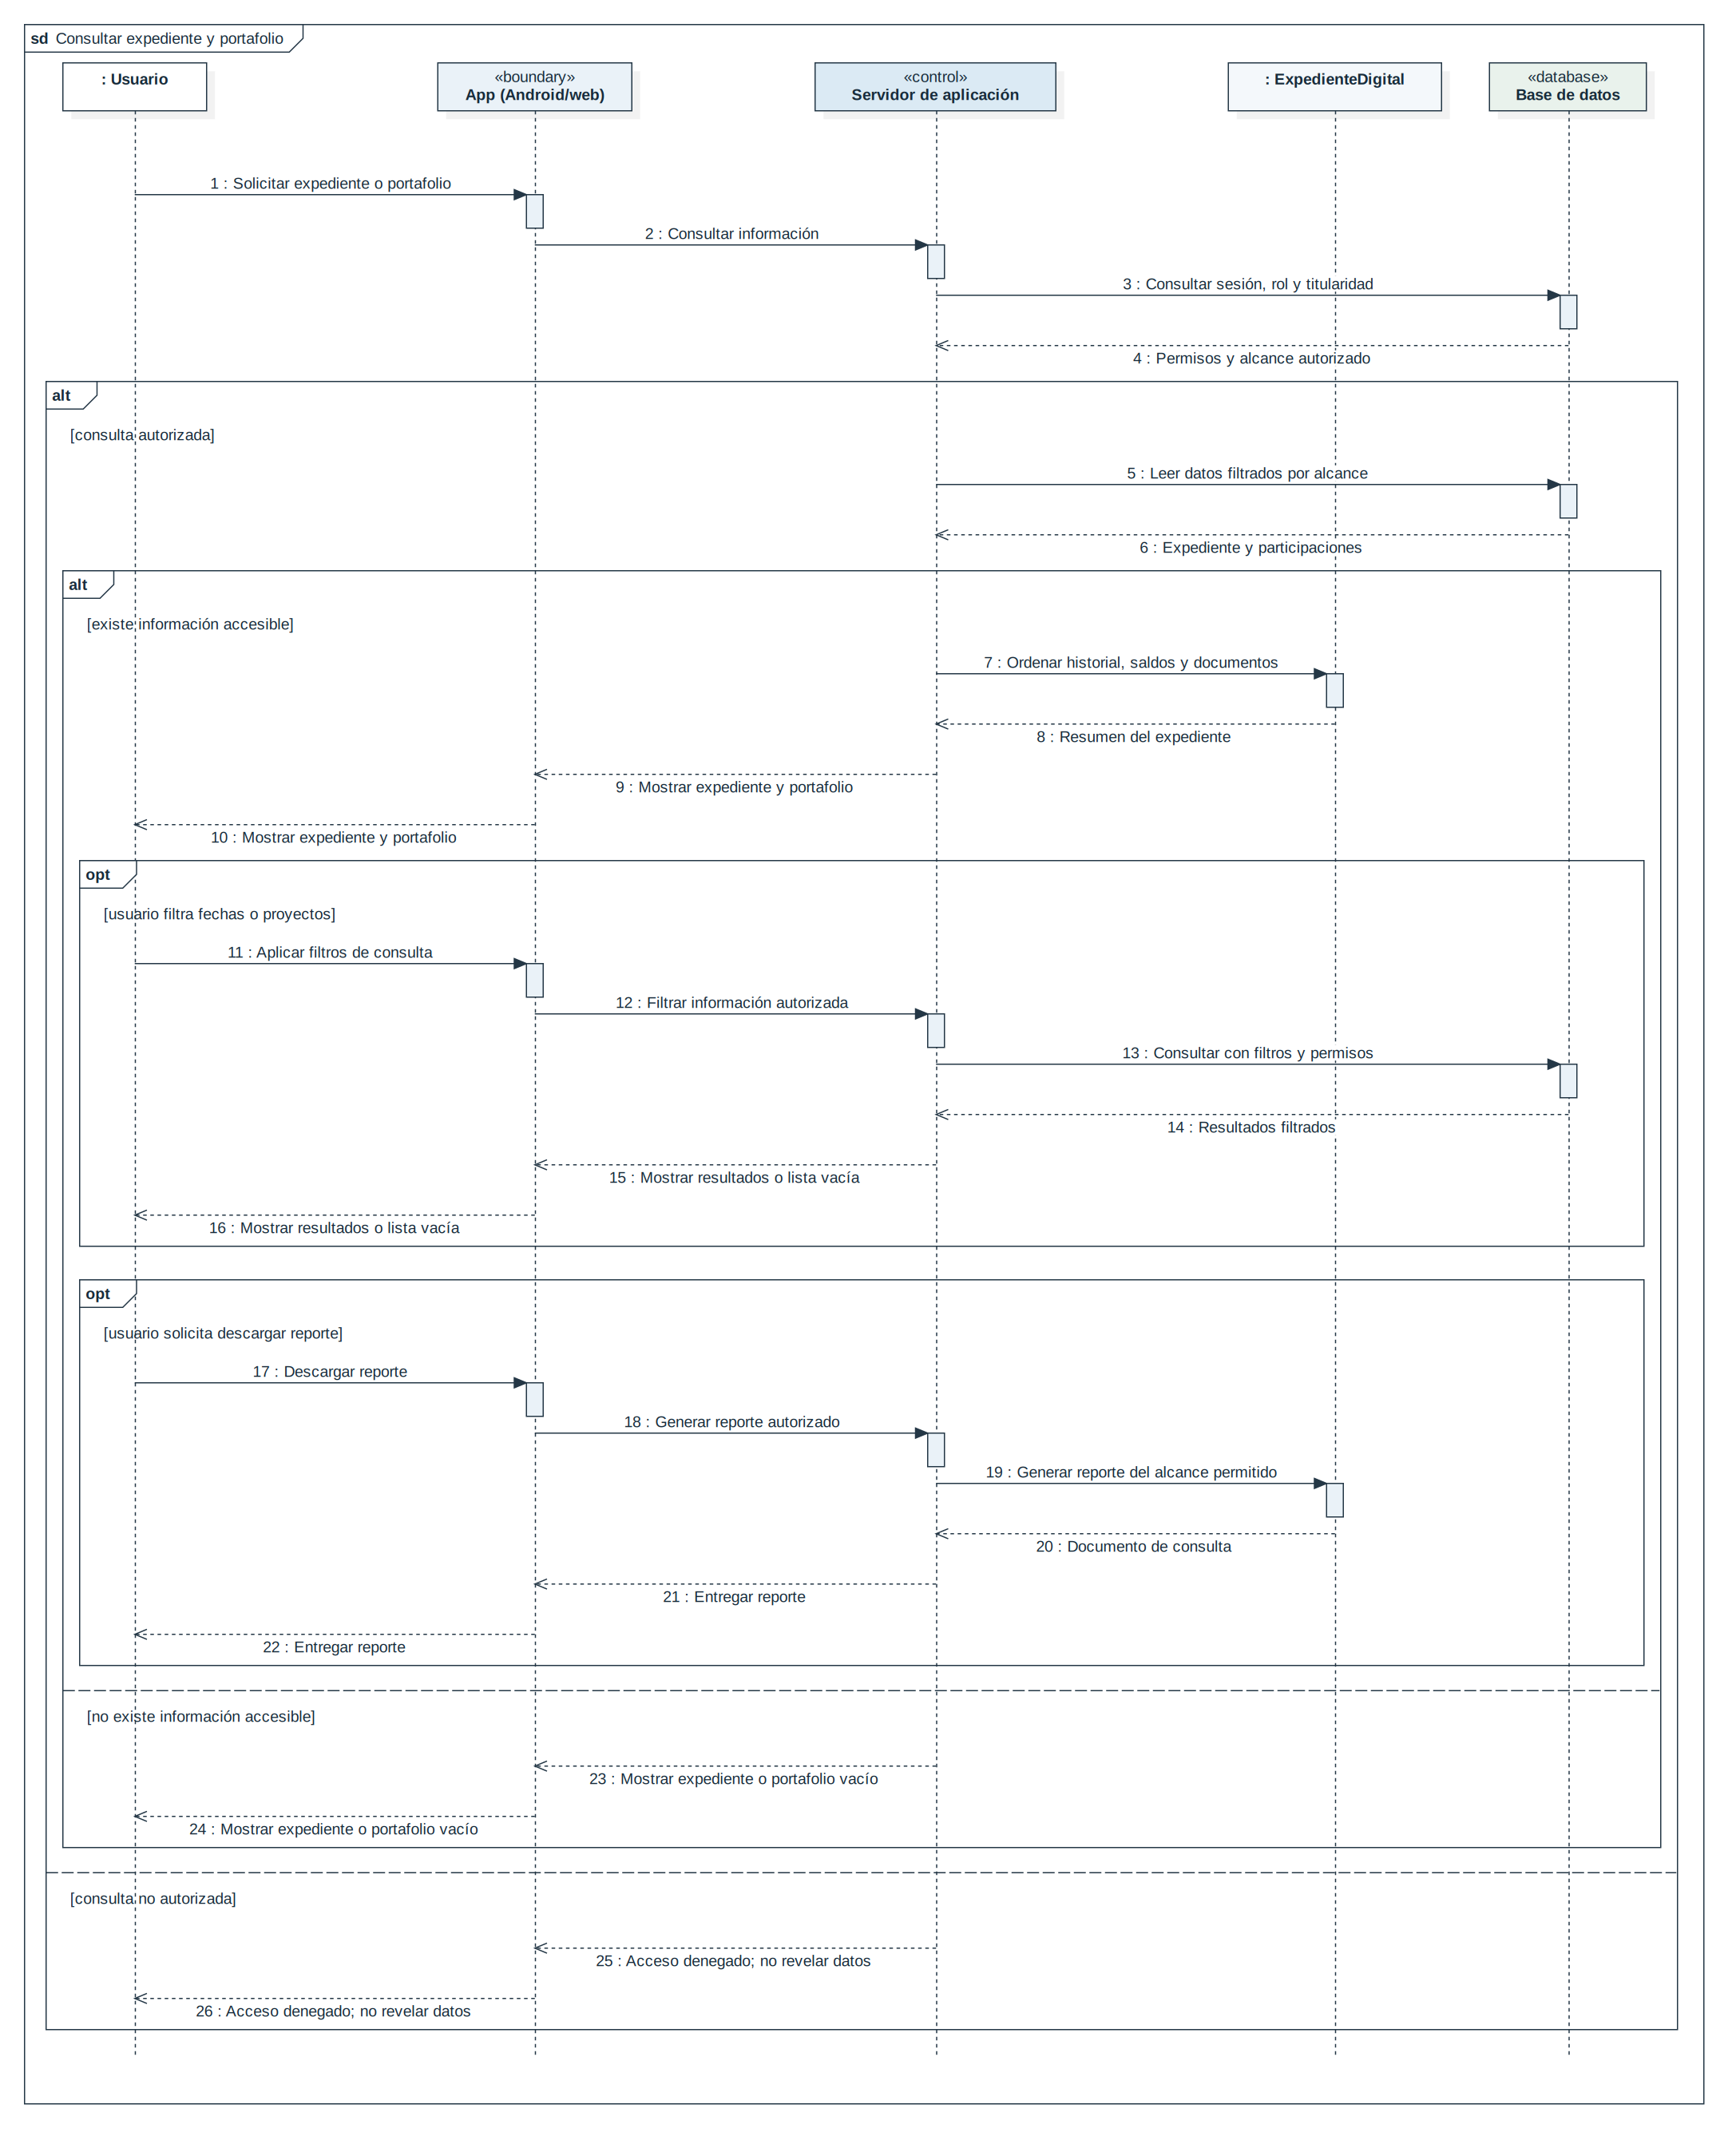 sd Consultar expediente y portafolio
: Usuario
«boundary»
App (Android/web)
«control»
Servidor de aplicación
: ExpedienteDigital
«database»
Base de datos
1 : Solicitar expediente o portafolio
2 : Consultar información
3 : Consultar sesión, rol y titularidad
4 : Permisos y alcance autorizado
alt
[consulta autorizada]
5 : Leer datos filtrados por alcance
6 : Expediente y participaciones
alt
[existe información accesible]
7 : Ordenar historial, saldos y documentos
8 : Resumen del expediente
9 : Mostrar expediente y portafolio
10 : Mostrar expediente y portafolio
opt
[usuario filtra fechas o proyectos]
11 : Aplicar filtros de consulta
12 : Filtrar información autorizada
13 : Consultar con filtros y permisos
14 : Resultados filtrados
15 : Mostrar resultados o lista vacía
16 : Mostrar resultados o lista vacía
opt
[usuario solicita descargar reporte]
17 : Descargar reporte
18 : Generar reporte autorizado
19 : Generar reporte del alcance permitido
20 : Documento de consulta
21 : Entregar reporte
22 : Entregar reporte
[no existe información accesible]
23 : Mostrar expediente o portafolio vacío
24 : Mostrar expediente o portafolio vacío
[consulta no autorizada]
25 : Acceso denegado; no revelar datos
26 : Acceso denegado; no revelar datos